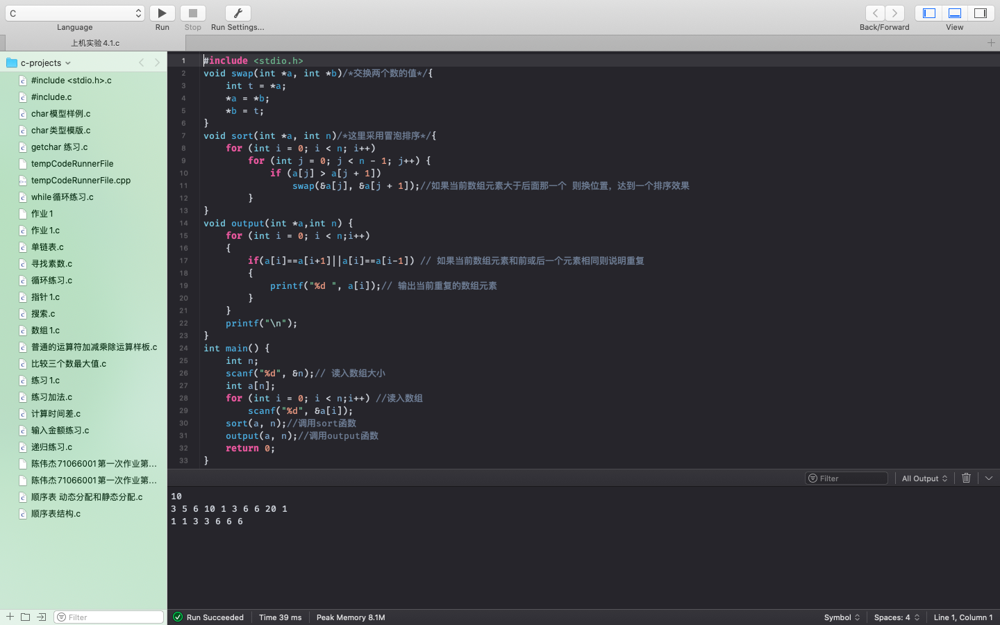 C
Language
Run
Stop
Run Settings...
Back/Forward
View
上机实验4.1.c
c-projects
#include <stdio.h>.c
#include.c
char模型样例.c
char类型模版.c
getchar 练习.c
tempCodeRunnerFile
tempCodeRunnerFile.cpp
while循环练习.c
作业1
作业1.c
单链表.c
寻找素数.c
循环练习.c
指针1.c
搜索.c
数组1.c
普通的运算符加减乘除运算样板.c
比较三个数最大值.c
练习1.c
练习加法.c
计算时间差.c
输入金额练习.c
递归练习.c
陈伟杰71066001第一次作业第...
陈伟杰71066001第一次作业第...
顺序表 动态分配和静态分配.c
顺序表结构.c
Filter
1 #include <stdio.h>
2 void swap(int *a, int *b)/*交换两个数的值*/{
3     int t = *a;
4     *a = *b;
5     *b = t;
6 }
7 void sort(int *a, int n)/*这里采用冒泡排序*/{
8     for (int i = 0; i < n; i++)
9         for (int j = 0; j < n - 1; j++) {
10             if (a[j] > a[j + 1])
11                 swap(&a[j], &a[j + 1]);//如果当前数组元素大于后面那一个 则换位置，达到一个排序效果
12         }
13 }
14 void output(int *a,int n) {
15     for (int i = 0; i < n;i++)
16     {
17         if(a[i]==a[i+1]||a[i]==a[i-1]) // 如果当前数组元素和前或后一个元素相同则说明重复
18         {
19             printf("%d ", a[i]);// 输出当前重复的数组元素
20         }
21     }
22     printf("\n");
23 }
24 int main() {
25     int n;
26     scanf("%d", &n);// 读入数组大小
27     int a[n];
28     for (int i = 0; i < n;i++) //读入数组
29         scanf("%d", &a[i]);
30     sort(a, n);//调用sort函数
31     output(a, n);//调用output函数
32     return 0;
33 }
Filter
All Output
10
3 5 6 10 1 3 6 6 20 1
1 1 3 3 6 6 6
Run Succeeded
Time 39 ms
Peak Memory 8.1M
Symbol
Spaces: 4
Line 1, Column 1